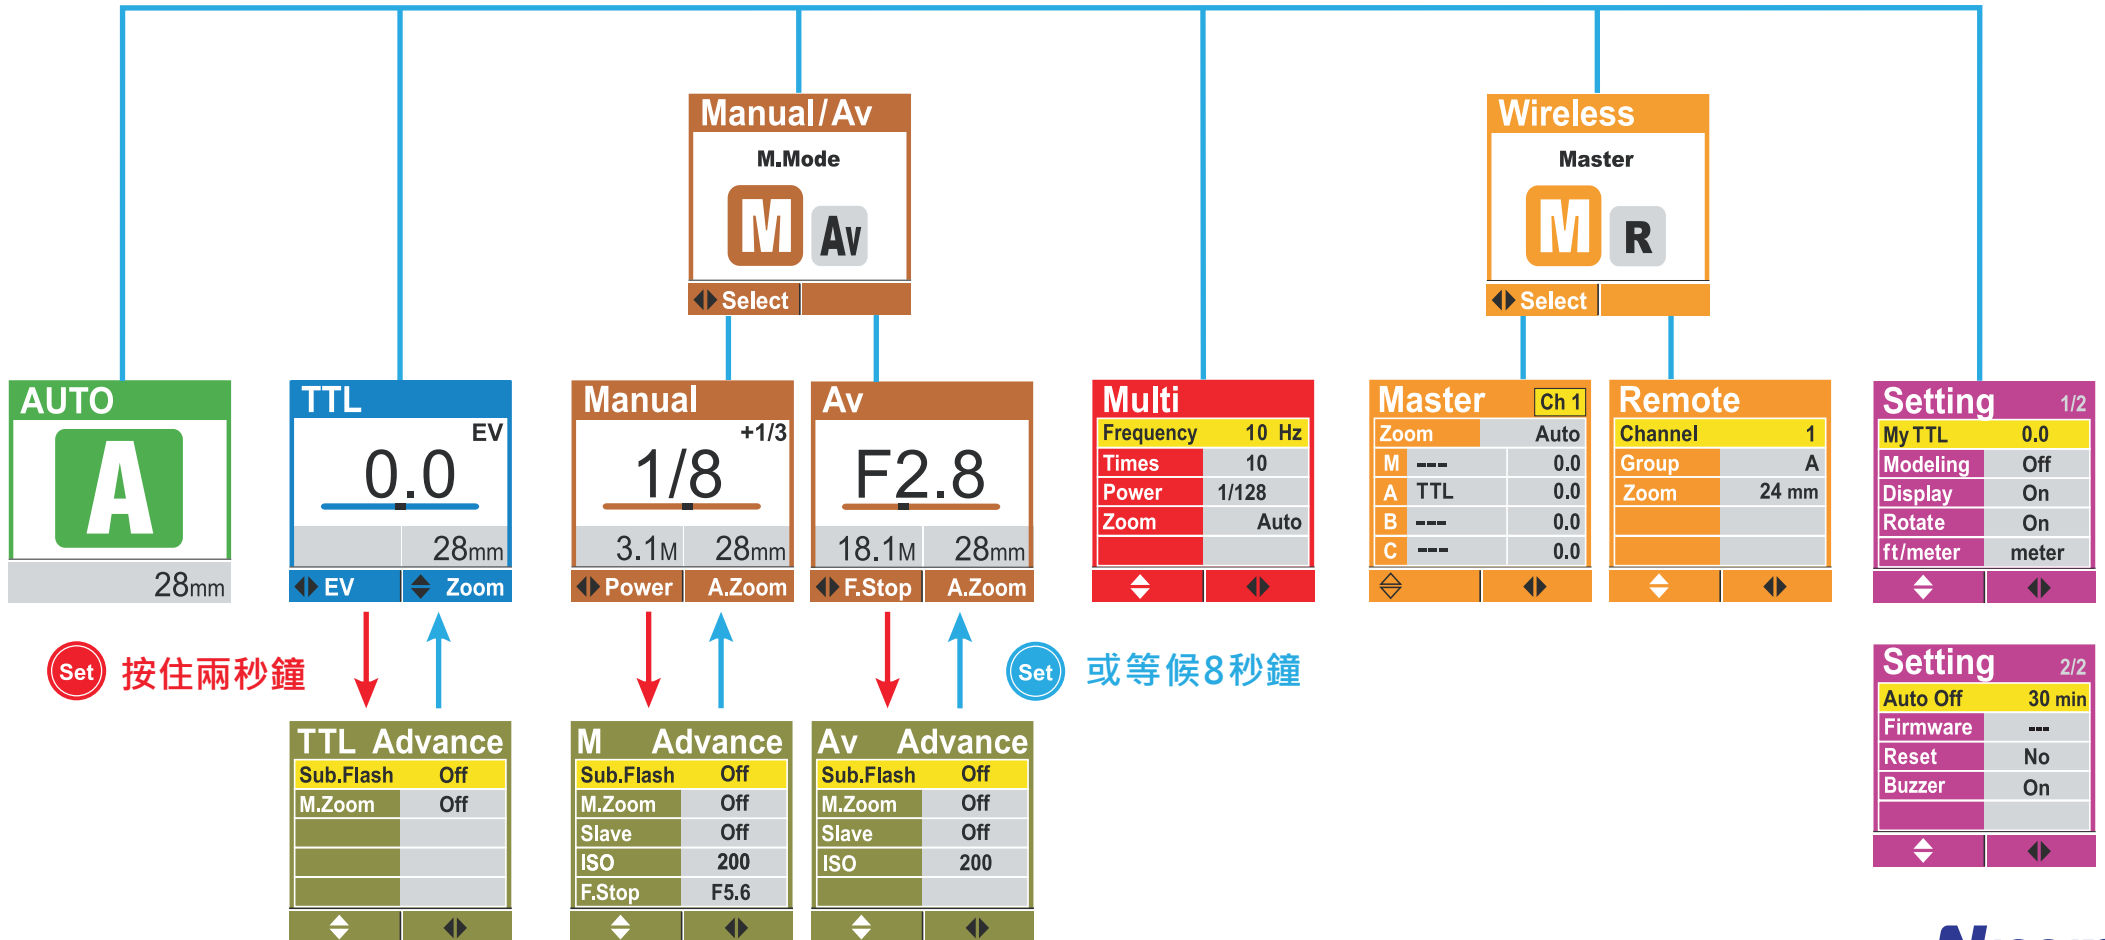 Manual/Av
M.Mode
M Av
Select
Wireless
Master
M R
Select
AUTO
A
28mm
TTL
EV
0.0
28mm
EV Zoom
Manual
+1/3
1/8
3.1M 28mm
Power A.Zoom
Av
F2.8
18.1M 28mm
F.Stop A.Zoom
Multi
Frequency 10 Hz
Times 10
Power 1/128
Zoom Auto
Master Ch 1
Zoom Auto
M --- 0.0
A TTL 0.0
B --- 0.0
C --- 0.0
Remote
Channel 1
Group A
Zoom 24 mm
Setting 1/2
My TTL 0.0
Modeling Off
Display On
Rotate On
ft/meter meter
Set 按住兩秒鐘
Set 或等候8秒鐘
Setting 2/2
Auto Off 30 min
Firmware ---
Reset No
Buzzer On
TTL Advance
Sub.Flash Off
M.Zoom Off
M Advance
Sub.Flash Off
M.Zoom Off
Slave Off
ISO 200
F.Stop F5.6
Av Advance
Sub.Flash Off
M.Zoom Off
Slave Off
ISO 200